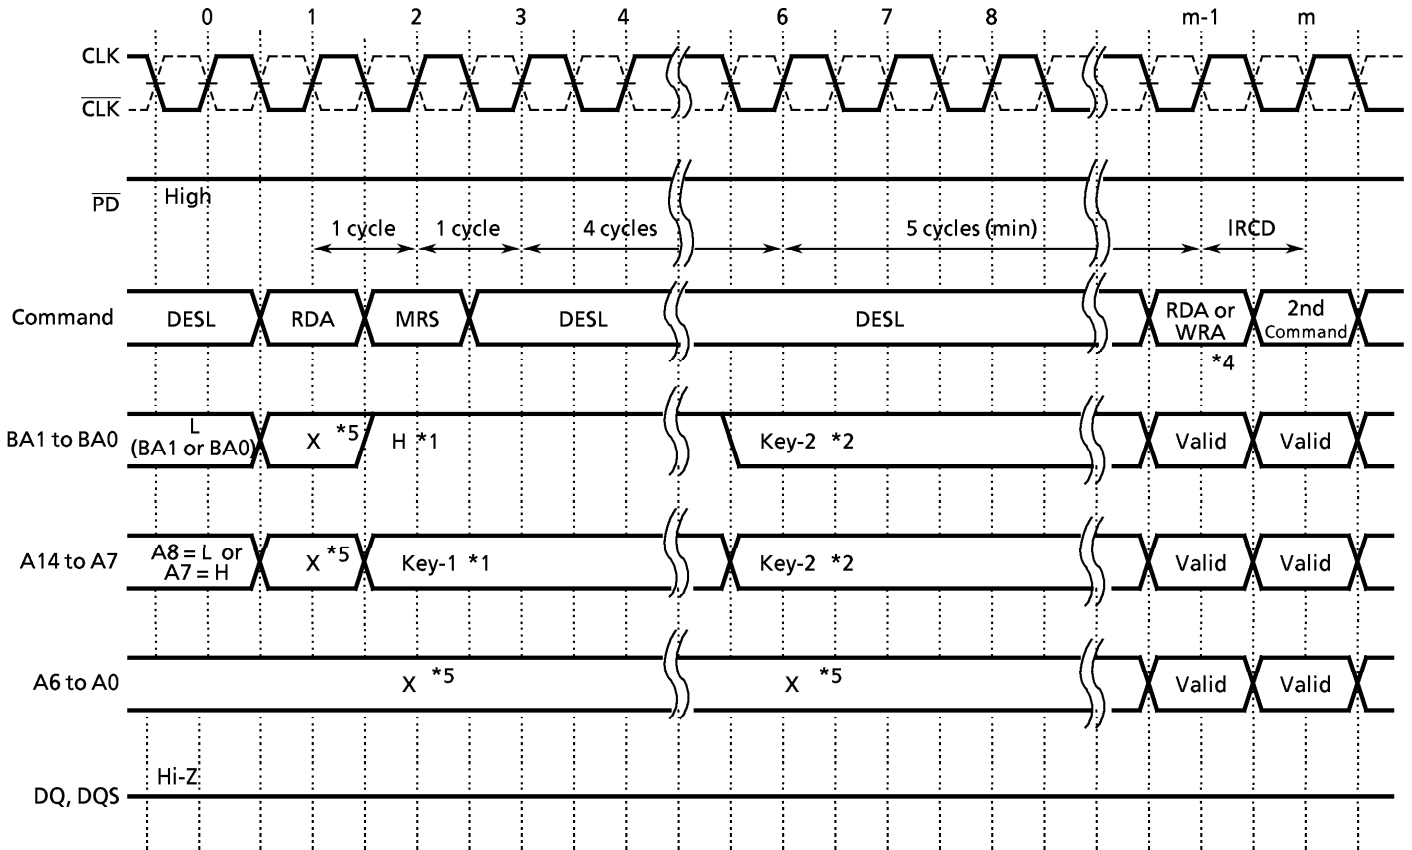 0 1 2 3 4 6 7 8 m-1 m
CLK
CLK
PD
High
1 cycle 1 cycle 4 cycles 5 cycles (min) lRCD
Command DESL RDA MRS DESL DESL RDA or 2nd
WRA Command
*4
BA1 to BA0 L X *5 H *1 Key-2 *2 Valid Valid
(BA1 or BA0)
A14 to A7 A8 = L or X *5 Key-1 *1 Key-2 *2 Valid Valid
A7 = H
A6 to A0 X *5 X *5 Valid Valid
Hi-Z
DQ, DQS